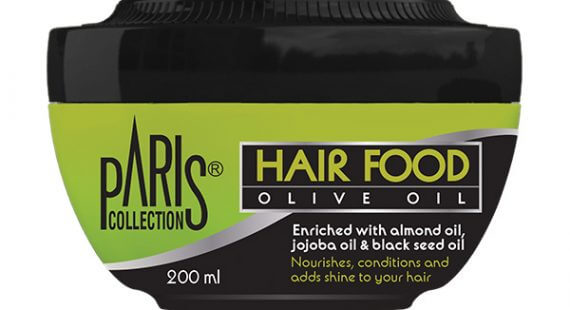 PARIS®
COLLECTION
200 ml
HAIR FOOD
OLIVE OIL
Enriched with almond oil,
jojoba oil & black seed oil
Nourishes, conditions and
adds shine to your hair